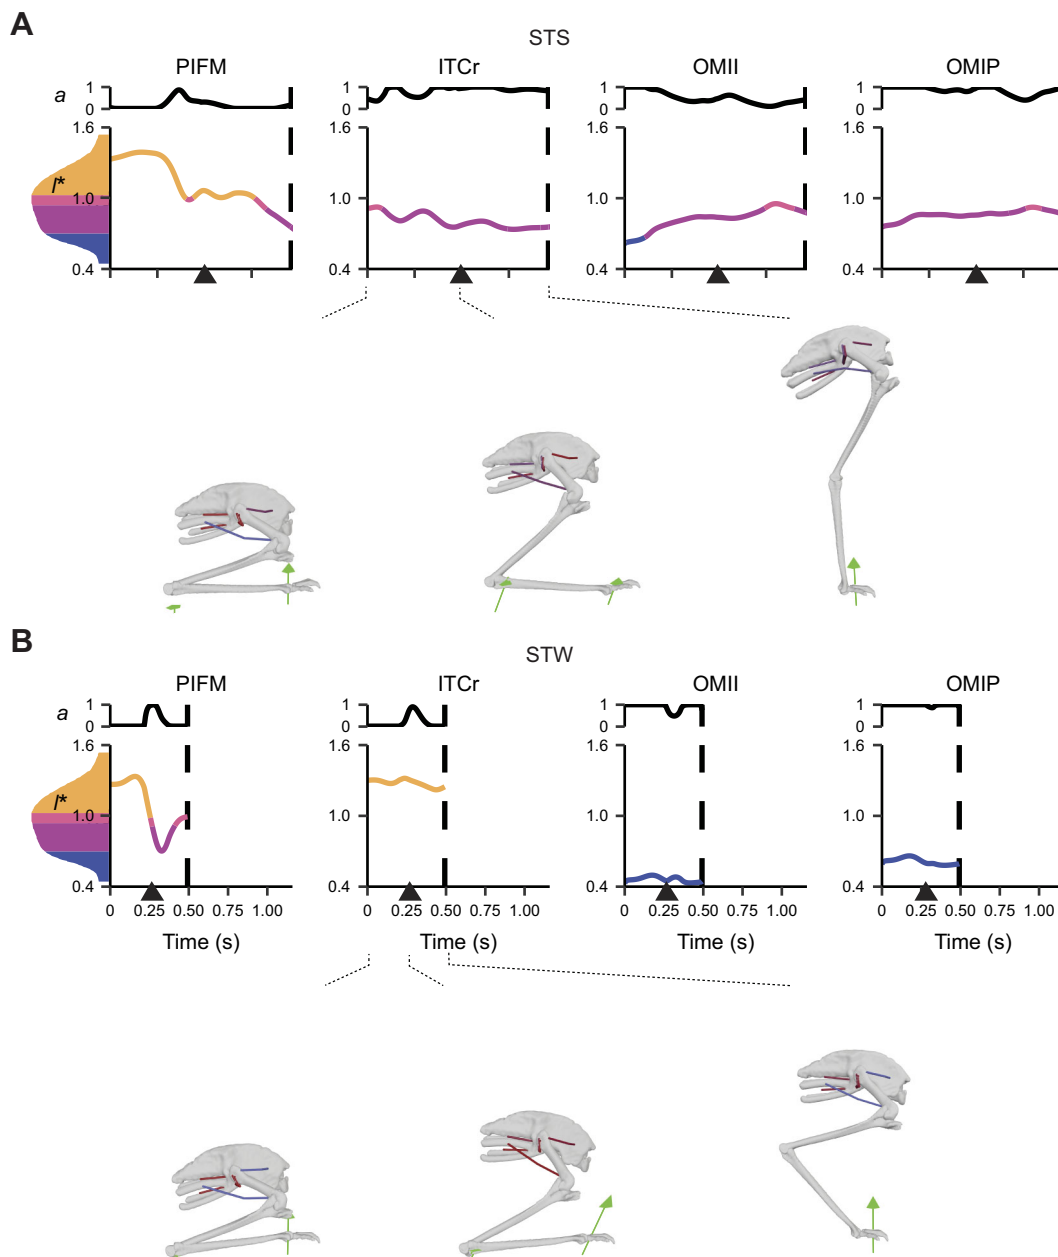 A
STS
PIFM ITCr OMII OMIP
a 1 0 1 0 1 0 1 0
1.6 1.6 1.6 1.6
l* 1.0 1.0 1.0 1.0
0.4 0.4 0.4 0.4
B
STW
PIFM ITCr OMII OMIP
a 1 0 1 0 1 0 1 0
1.6 1.6 1.6 1.6
l* 1.0 1.0 1.0 1.0
0.4 0.4 0.4 0.4
0 0.25 0.50 0.75 1.00 0 0.25 0.50 0.75 1.00 0 0.25 0.50 0.75 1.00 0 0.25 0.50 0.75 1.00
Time (s) Time (s) Time (s) Time (s)